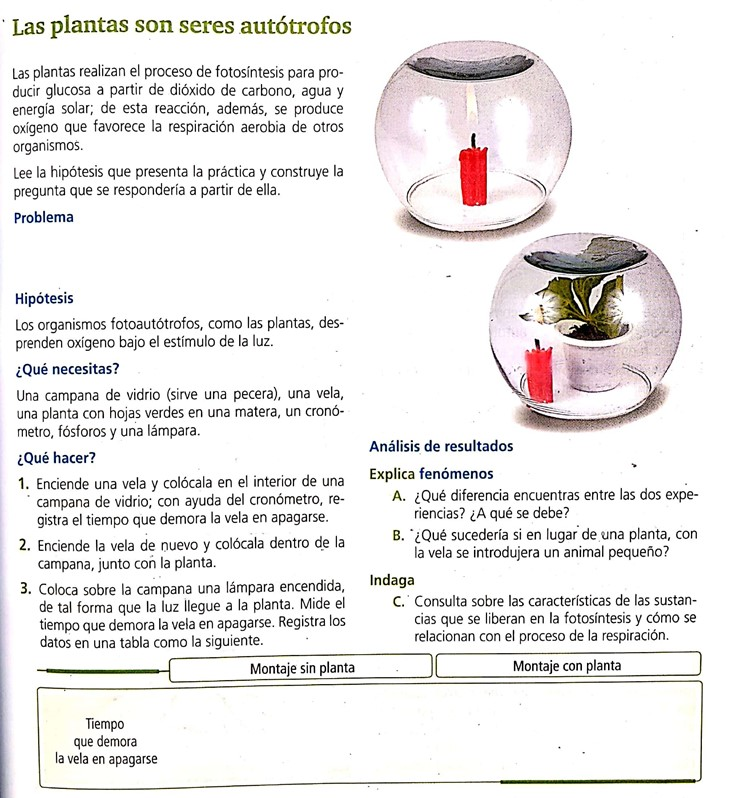 Las plantas son seres autótrofos
Las plantas realizan el proceso de fotosíntesis para pro-
ducir glucosa a partir de dióxido de carbono, agua y
energía solar; de esta reacción, además, se produce
oxígeno que favorece la respiración aerobia de otros
organismos.
Lee la hipótesis que presenta la práctica y construye la
pregunta que se respondería a partir de ella.
Problema
Hipótesis
Los organismos fotoautótrofos, como las plantas, des-
prenden oxígeno bajo el estímulo de la luz.
¿Qué necesitas?
Una campana de vidrio (sirve una pecera), una vela,
una planta con hojas verdes en una matera, un cronó-
metro, fósforos y una lámpara.
¿Qué hacer?
1. Enciende una vela y colócala en el interior de una
campana de vidrio; con ayuda del cronómetro, re-
gistra el tiempo que demora la vela en apagarse.
2. Enciende la vela de nuevo y colócala dentro de la
campana, junto con la planta.
3. Coloca sobre la campana una lámpara encendida,
de tal forma que la luz llegue a la planta. Mide el
tiempo que demora la vela en apagarse. Registra los
datos en una tabla como la siguiente.
Análisis de resultados
Explica fenómenos
A. ¿Qué diferencia encuentras entre las dos expe-
riencias? ¿A qué se debe?
B. ¿Qué sucedería si en lugar de una planta, con
la vela se introdujera un animal pequeño?
Indaga
C. Consulta sobre las características de las sustan-
cias que se liberan en la fotosíntesis y cómo se
relacionan con el proceso de la respiración.
Montaje sin planta
Montaje con planta
Tiempo
que demora
la vela en apagarse